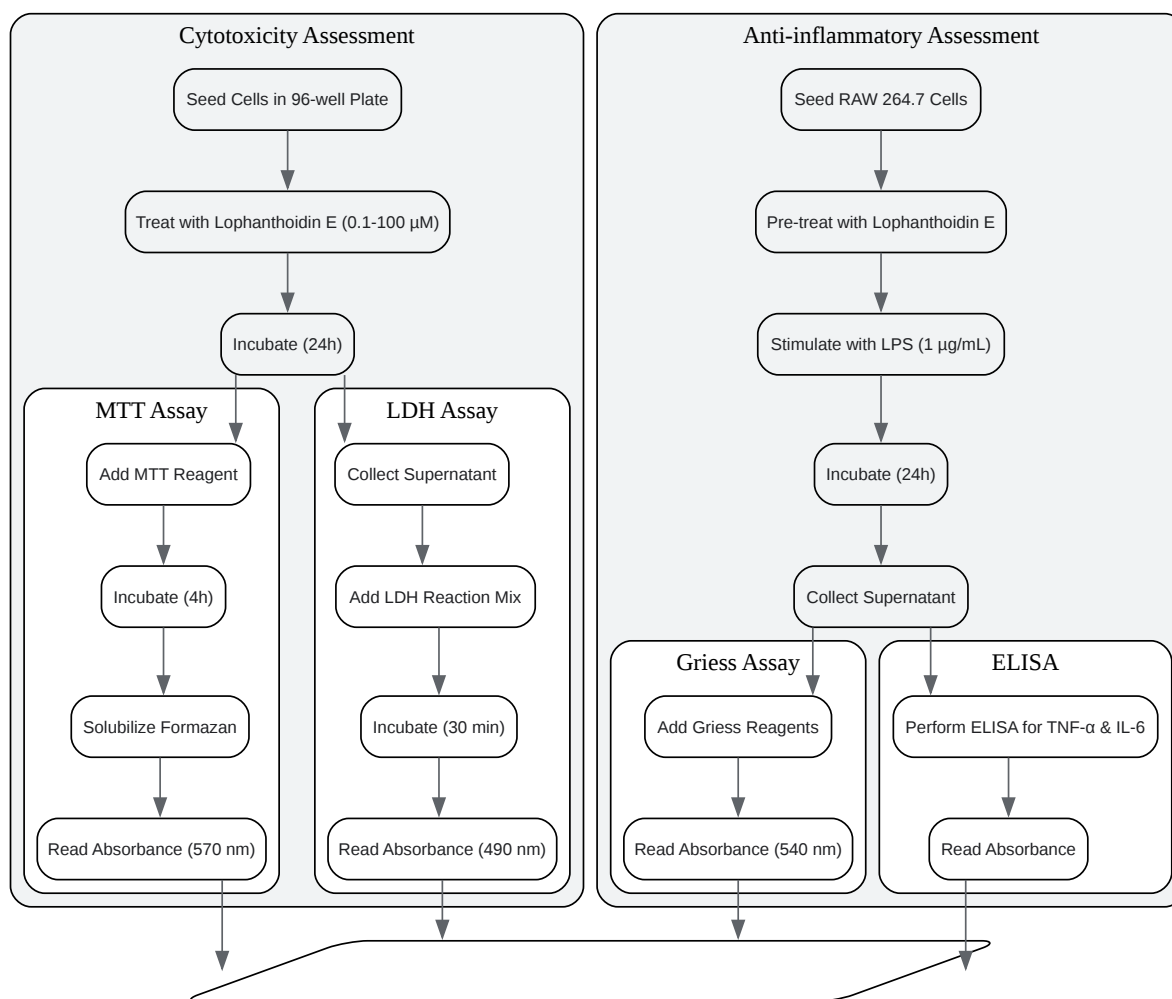 Cytotoxicity Assessment
Seed Cells in 96-well Plate
Treat with Lophanthoidin E (0.1-100 µM)
Incubate (24h)
MTT Assay
Add MTT Reagent
Incubate (4h)
Solubilize Formazan
Read Absorbance (570 nm)
LDH Assay
Collect Supernatant
Add LDH Reaction Mix
Incubate (30 min)
Read Absorbance (490 nm)
Anti-inflammatory Assessment
Seed RAW 264.7 Cells
Pre-treat with Lophanthoidin E
Stimulate with LPS (1 µg/mL)
Incubate (24h)
Collect Supernatant
Griess Assay
Add Griess Reagents
Read Absorbance (540 nm)
ELISA
Perform ELISA for TNF-α & IL-6
Read Absorbance